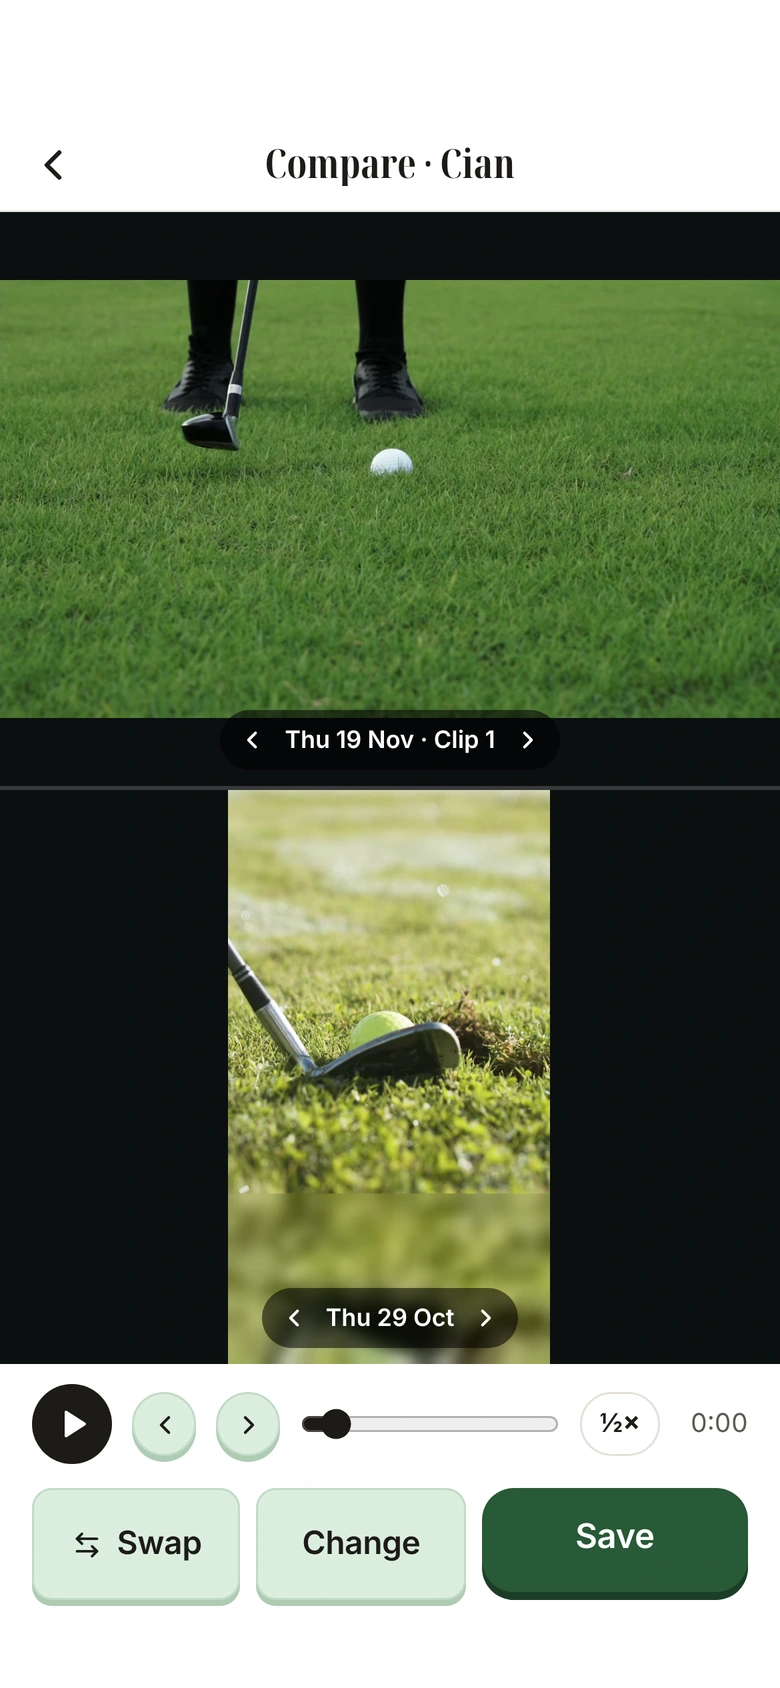 Compare · Cian
Thu 19 Nov · Clip 1
Thu 29 Oct
½×
0:00
Swap
Change
Save